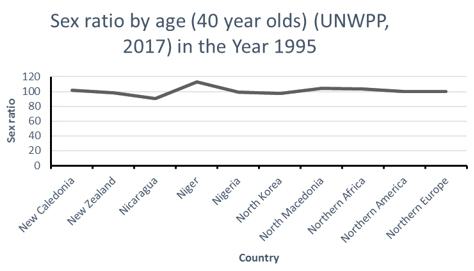 Sex ratio by age (40 year olds) (UNWPP,
2017) in the Year 1995
120
100
80
60
40
20
0
Sex ratio
New Caledonia
New Zealand
Nicaragua
Niger
Nigeria
North Korea
North Macedonia
Northern Africa
Northern America
Northern Europe
Country